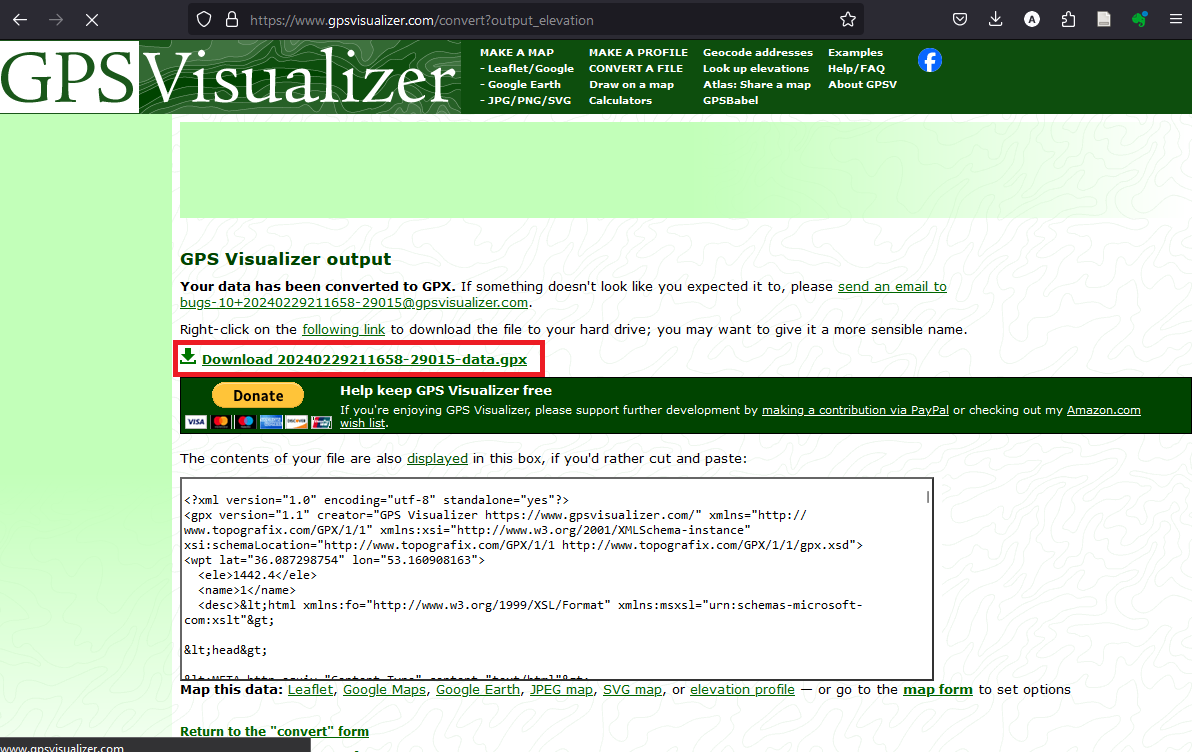 https://www.gpsvisualizer.com/convert?output_elevation
A
GPS Visualizer
MAKE A MAP
- Leaflet/Google
- Google Earth
- JPG/PNG/SVG
MAKE A PROFILE
CONVERT A FILE
Draw on a map
Calculators
Geocode addresses
Look up elevations
Atlas: Share a map
GPSBabel
Examples
Help/FAQ
About GPSV
GPS Visualizer output
Your data has been converted to GPX. If something doesn't look like you expected it to, please send an email to
bugs-10+20240229211658-29015@gpsvisualizer.com.
Right-click on the following link to download the file to your hard drive; you may want to give it a more sensible name.
Download 20240229211658-29015-data.gpx
Donate
VISA
Help keep GPS Visualizer free
If you're enjoying GPS Visualizer, please support further development by making a contribution via PayPal or checking out my Amazon.com
wish list.
The contents of your file are also displayed in this box, if you'd rather cut and paste:
<?xml version="1.0" encoding="utf-8" standalone="yes"?>
<gpx version="1.1" creator="GPS Visualizer https://www.gpsvisualizer.com/" xmlns="http://
www.topografix.com/GPX/1/1" xmlns:xsi="http://www.w3.org/2001/XMLSchema-instance"
xsi:schemaLocation="http://www.topografix.com/GPX/1/1 http://www.topografix.com/GPX/1/1/gpx.xsd">
<wpt lat="36.087298754" lon="53.160908163">
<ele>1442.4</ele>
<name>1</name>
<desc>&lt;html xmlns:fo="http://www.w3.org/1999/XSL/Format" xmlns:msxsl="urn:schemas-microsoft-
com:xslt"&gt;
&lt;head&gt;
&lt;META http-equiv="Content-Type" content="text/html"&gt;
Map this data: Leaflet, Google Maps, Google Earth, JPEG map, SVG map, or elevation profile — or go to the map form to set options
Return to the "convert" form
www.gpsvisualizer.com